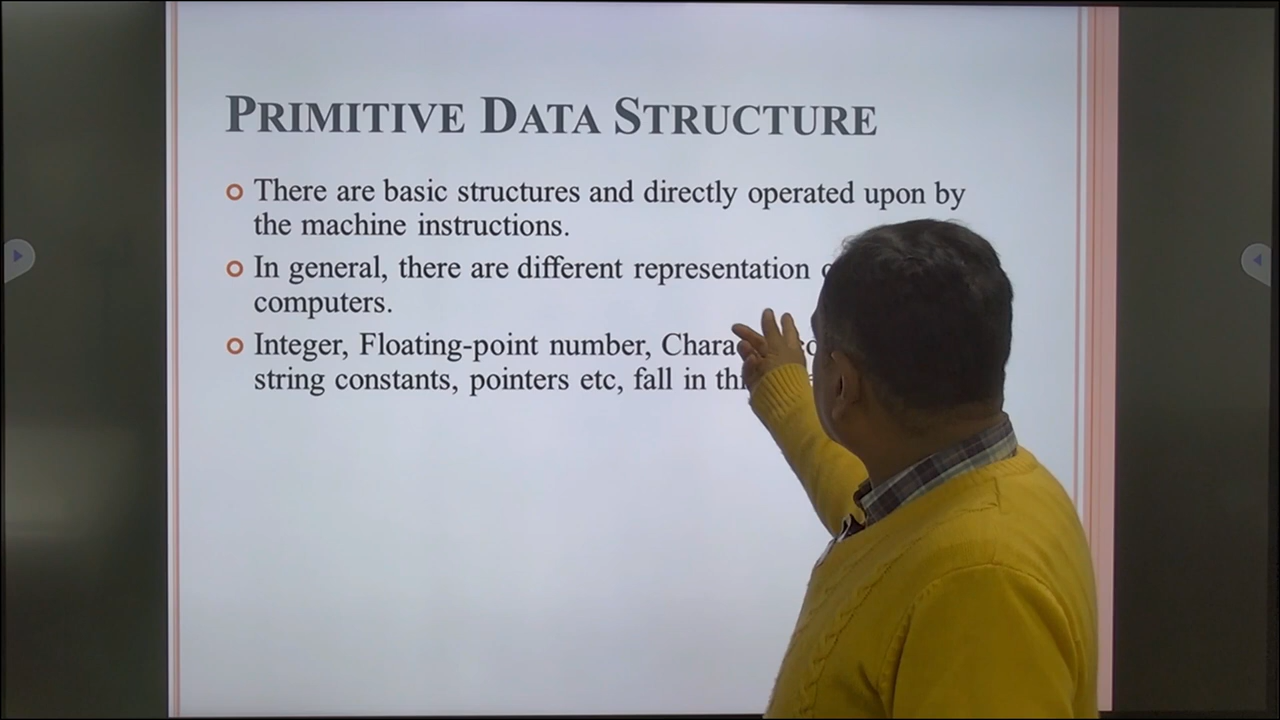 PRIMITIVE DATA STRUCTURE
There are basic structures and directly operated upon by
the machine instructions.
In general, there are different representation
computers.
Integer, Floating-point number,
string constants, pointers etc, fall in